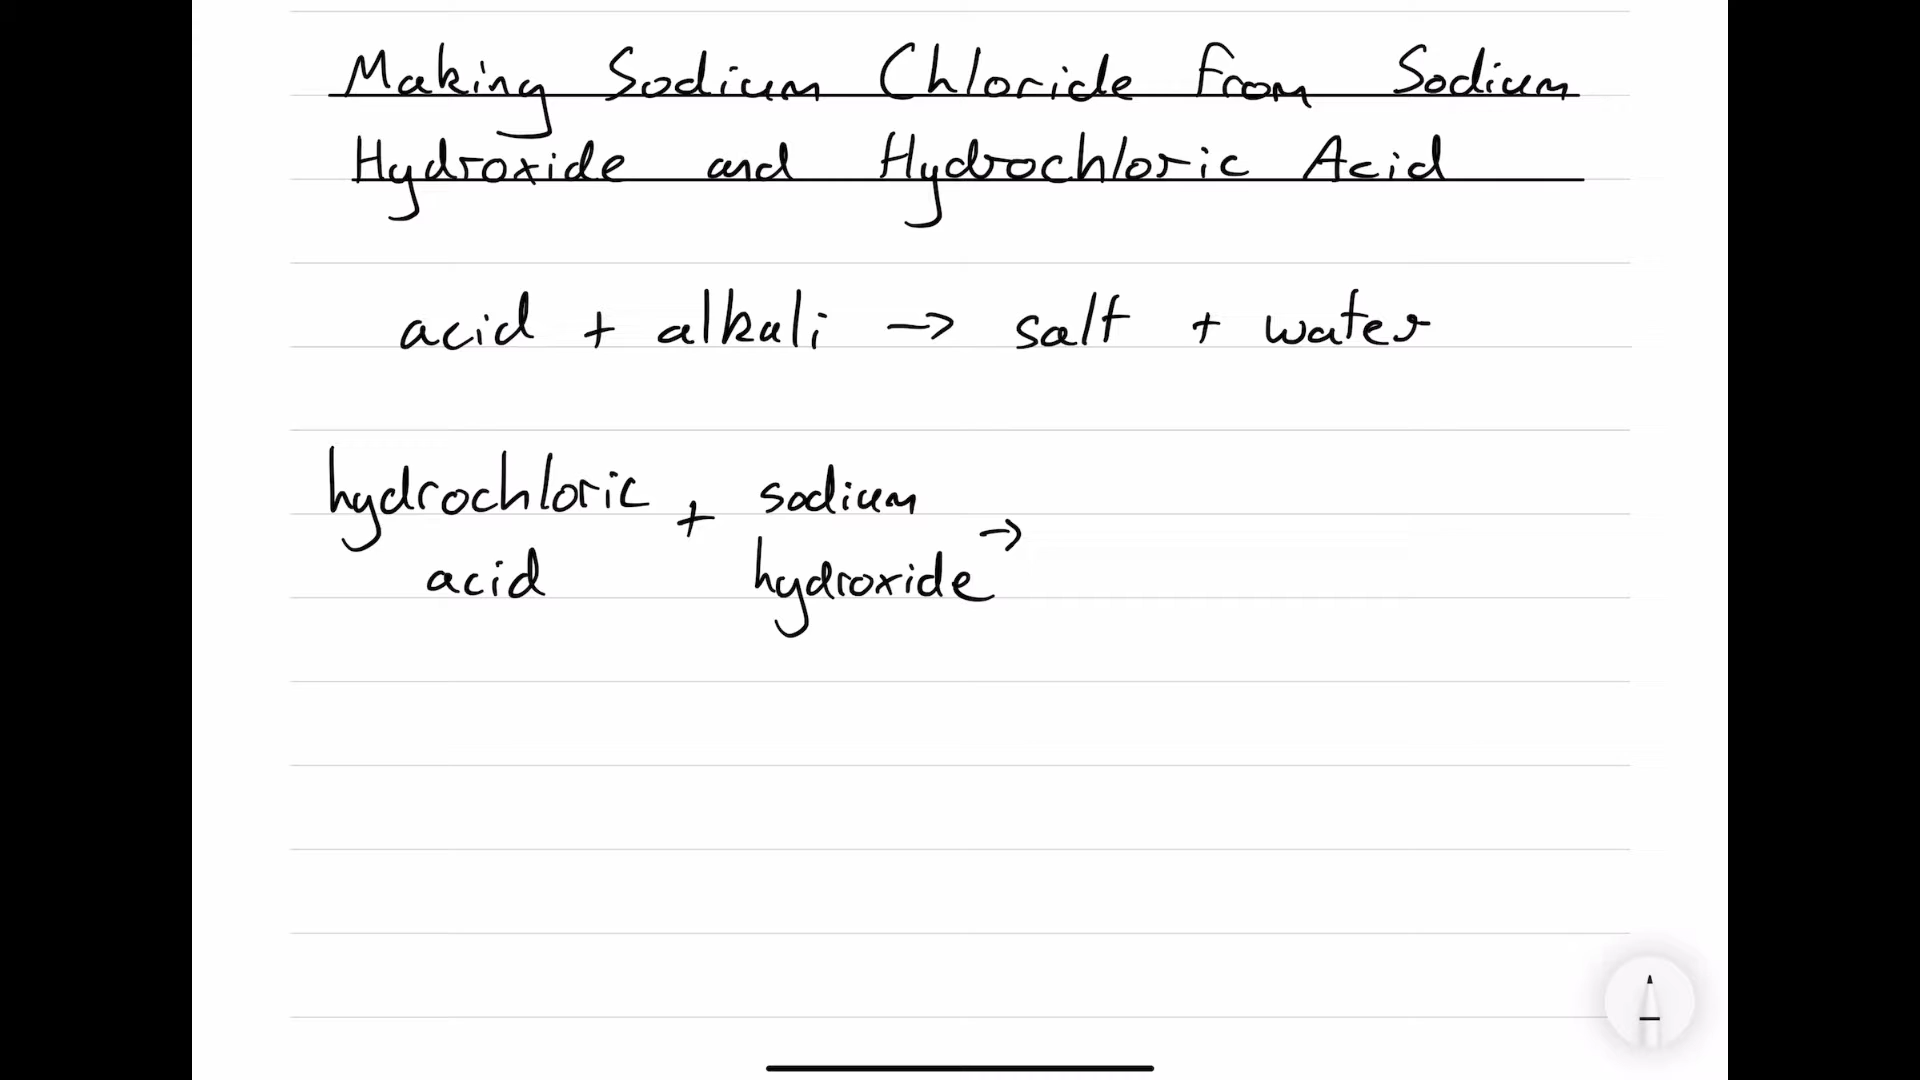 Making Sodium Chloride From Sodium
Hydroxide and Hydrochloric Acid
acid + alkali → salt + water
hydrochloric acid + sodium hydroxide →